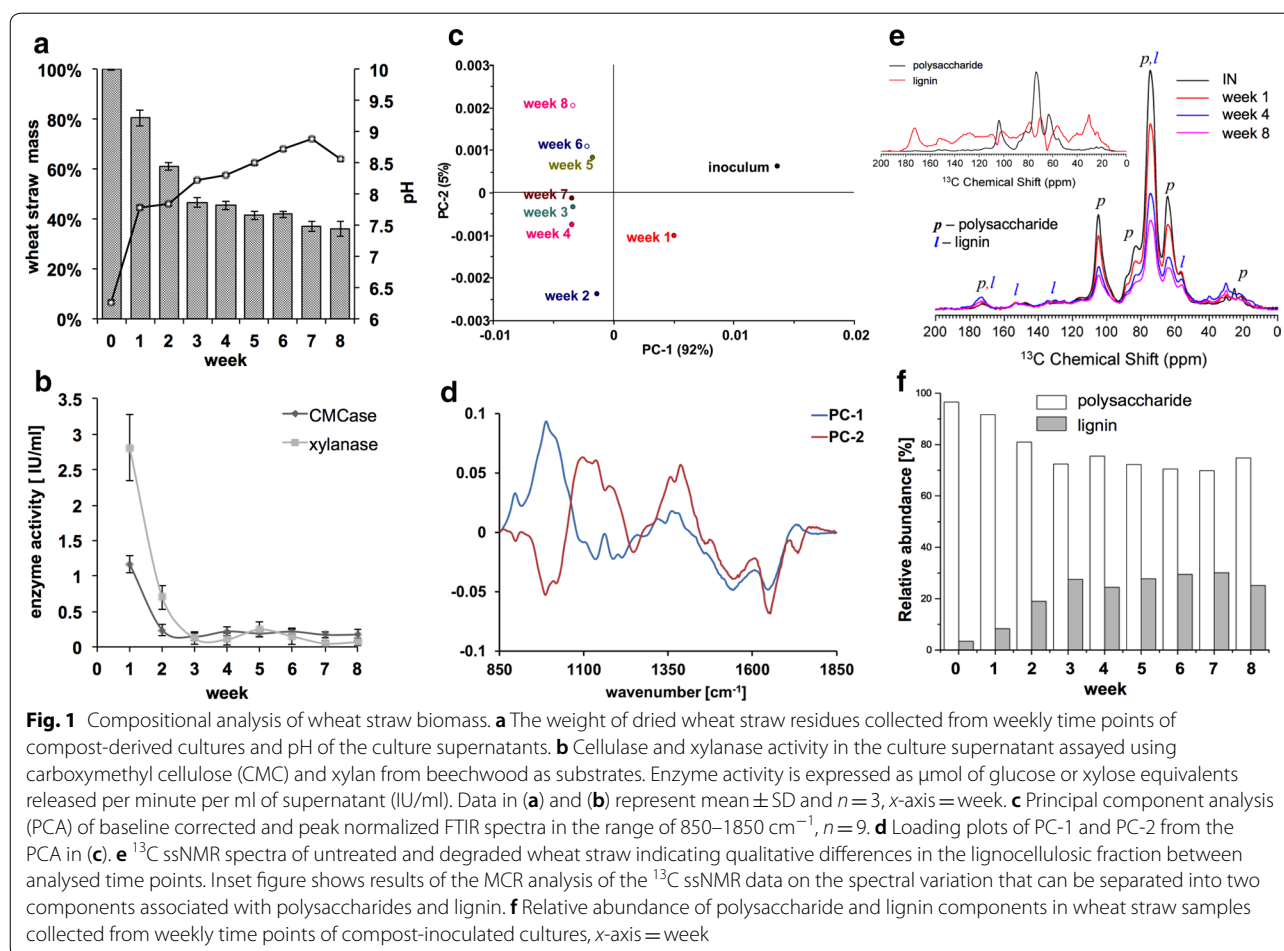 a
100%
90%
80%
70%
60%
50%
40%
30%
20%
10%
0%
wheat straw mass
10
9.5
9
8.5
8
7.5
7
6.5
6
pH
0 1 2 3 4 5 6 7 8
week
b
3.5
3
2.5
2
1.5
1
0.5
0
enzyme activity [ IU/ml]
CMCase
xylanase
0 1 2 3 4 5 6 7 8
week
c
0.003
0.002
0.001
0
-0.001
-0.002
-0.003
PC-2 (5%)
week 8
week 6
week 5
inoculum
week 7
week 3
week 4
week 1
week 2
-0.01 0 0.01 0.02
PC-1 (92%)
d
0.1
0.05
0
-0.05
-0.1
PC-1
PC-2
850 1100 1350 1600 1850
wavenumber [cm-1]
e
polysaccharide
lignin
200 180 160 140 120 100 80 60 40 20 0
13C Chemical Shift (ppm)
p,l
IN
week 1
week 4
week 8
p – polysaccharide
l – lignin
p,l
l
l
p
p
p
l
p
200 180 160 140 120 100 80 60 40 20 0
13C Chemical Shift (ppm)
f
100
80
60
40
20
0
Relative abundance [%]
polysaccharide
lignin
0 1 2 3 4 5 6 7 8
week
Fig. 1 Compositional analysis of wheat straw biomass. a The weight of dried wheat straw residues collected from weekly time points of
compost-derived cultures and pH of the culture supernatants. b Cellulase and xylanase activity in the culture supernatant assayed using
carboxymethyl cellulose (CMC) and xylan from beechwood as substrates. Enzyme activity is expressed as μmol of glucose or xylose equivalents
released per minute per ml of supernatant (IU/ml). Data in (a) and (b) represent mean ± SD and n = 3, x-axis = week. c Principal component analysis
(PCA) of baseline corrected and peak normalized FTIR spectra in the range of 850–1850 cm−1, n = 9. d Loading plots of PC-1 and PC-2 from the
PCA in (c). e 13C ssNMR spectra of untreated and degraded wheat straw indicating qualitative differences in the lignocellulosic fraction between
analysed time points. Inset figure shows results of the MCR analysis of the 13C ssNMR data on the spectral variation that can be separated into two
components associated with polysaccharides and lignin. f Relative abundance of polysaccharide and lignin components in wheat straw samples
collected from weekly time points of compost-inoculated cultures, x-axis = week